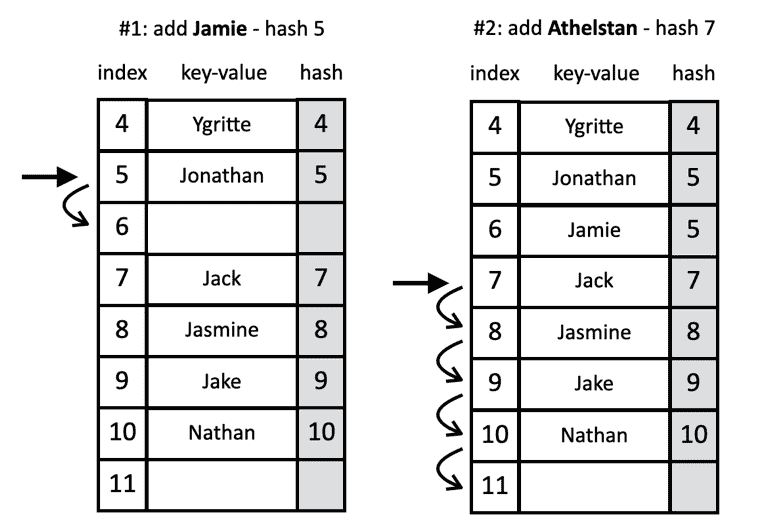 #1: add Jamie - hash 5
index key-value hash
4 Ygritte 4
5 Jonathan 5
6
7 Jack 7
8 Jasmine 8
9 Jake 9
10 Nathan 10
11
#2: add Athelstan - hash 7
index key-value hash
4 Ygritte 4
5 Jonathan 5
6 Jamie 5
7 Jack 7
8 Jasmine 8
9 Jake 9
10 Nathan 10
11